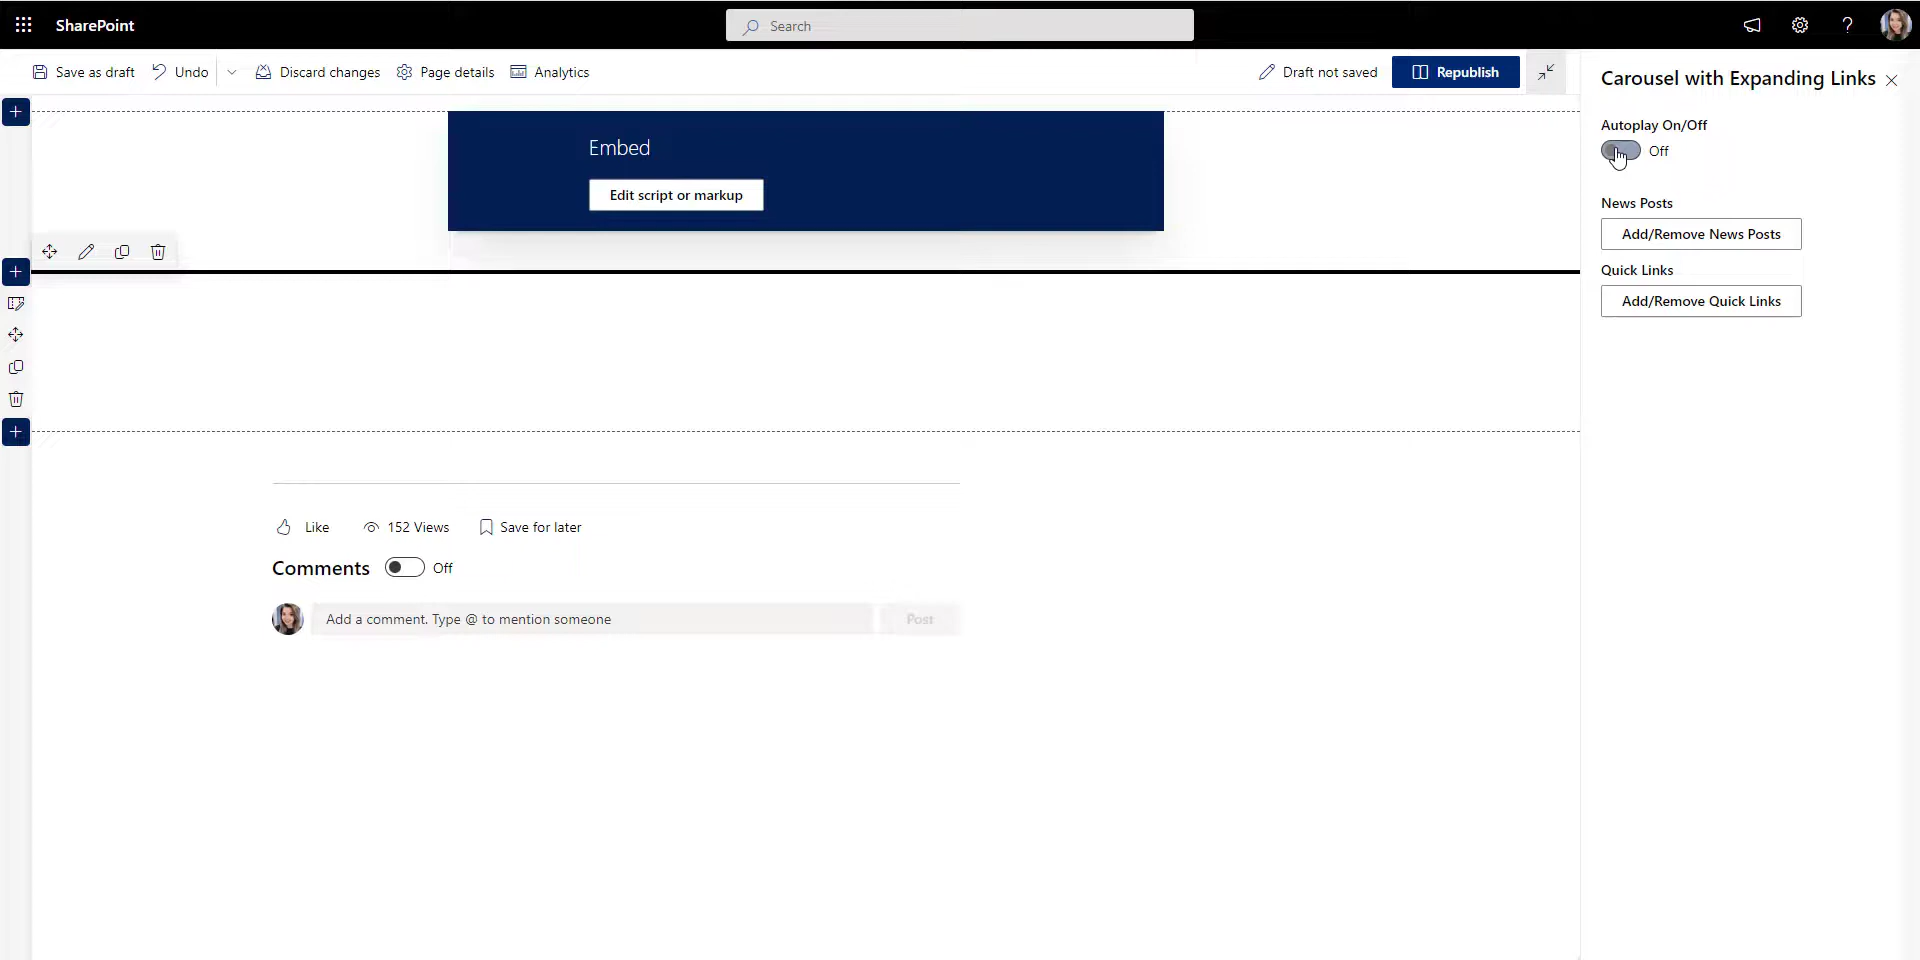 SharePoint
Search
Save as draft
Undo
Discard changes
Page details
Analytics
Draft not saved
Republish
Carousel with Expanding Links
Autoplay On/Off
Off
News Posts
Add/Remove News Posts
Quick Links
Add/Remove Quick Links
Embed
Edit script or markup
Like
152 Views
Save for later
Comments
Off
Add a comment. Type @ to mention someone
Post